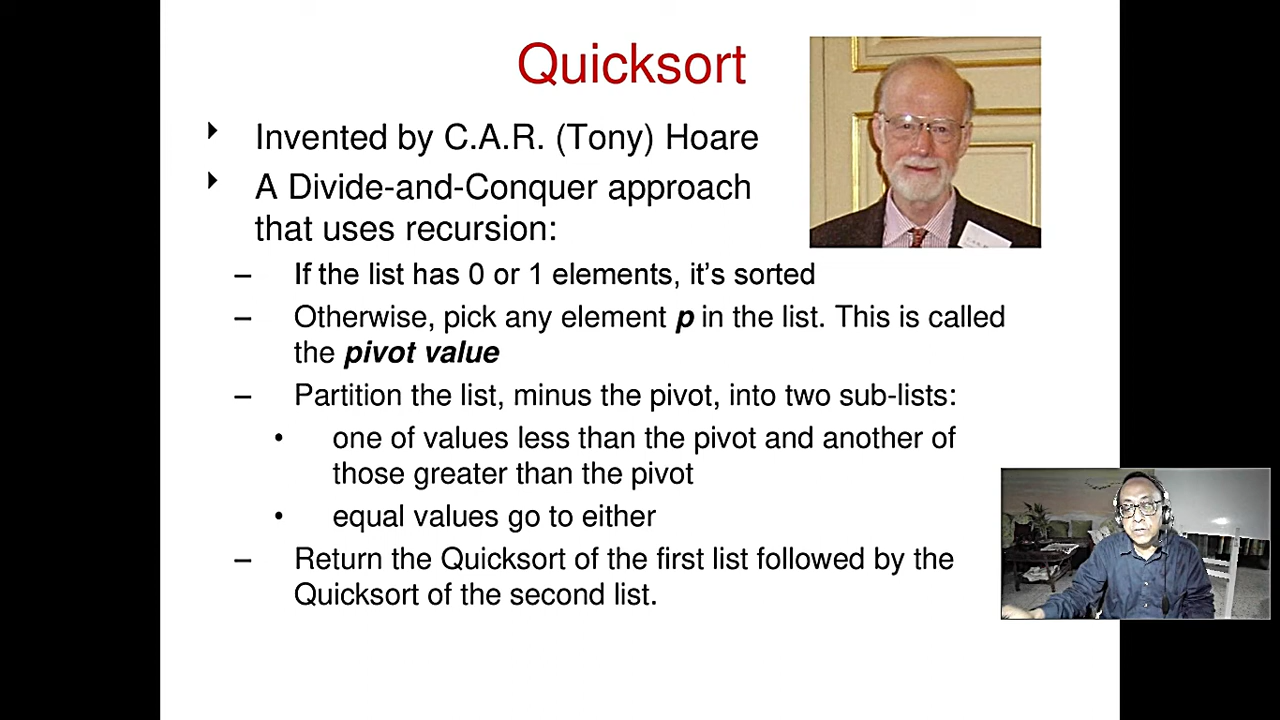 Quicksort
Invented by C.A.R. (Tony) Hoare
A Divide-and-Conquer approach
that uses recursion:
– If the list has 0 or 1 elements, it's sorted
– Otherwise, pick any element p in the list. This is called
the pivot value
– Partition the list, minus the pivot, into two sub-lists:
• one of values less than the pivot and another of
those greater than the pivot
• equal values go to either
– Return the Quicksort of the first list followed by the
Quicksort of the second list.